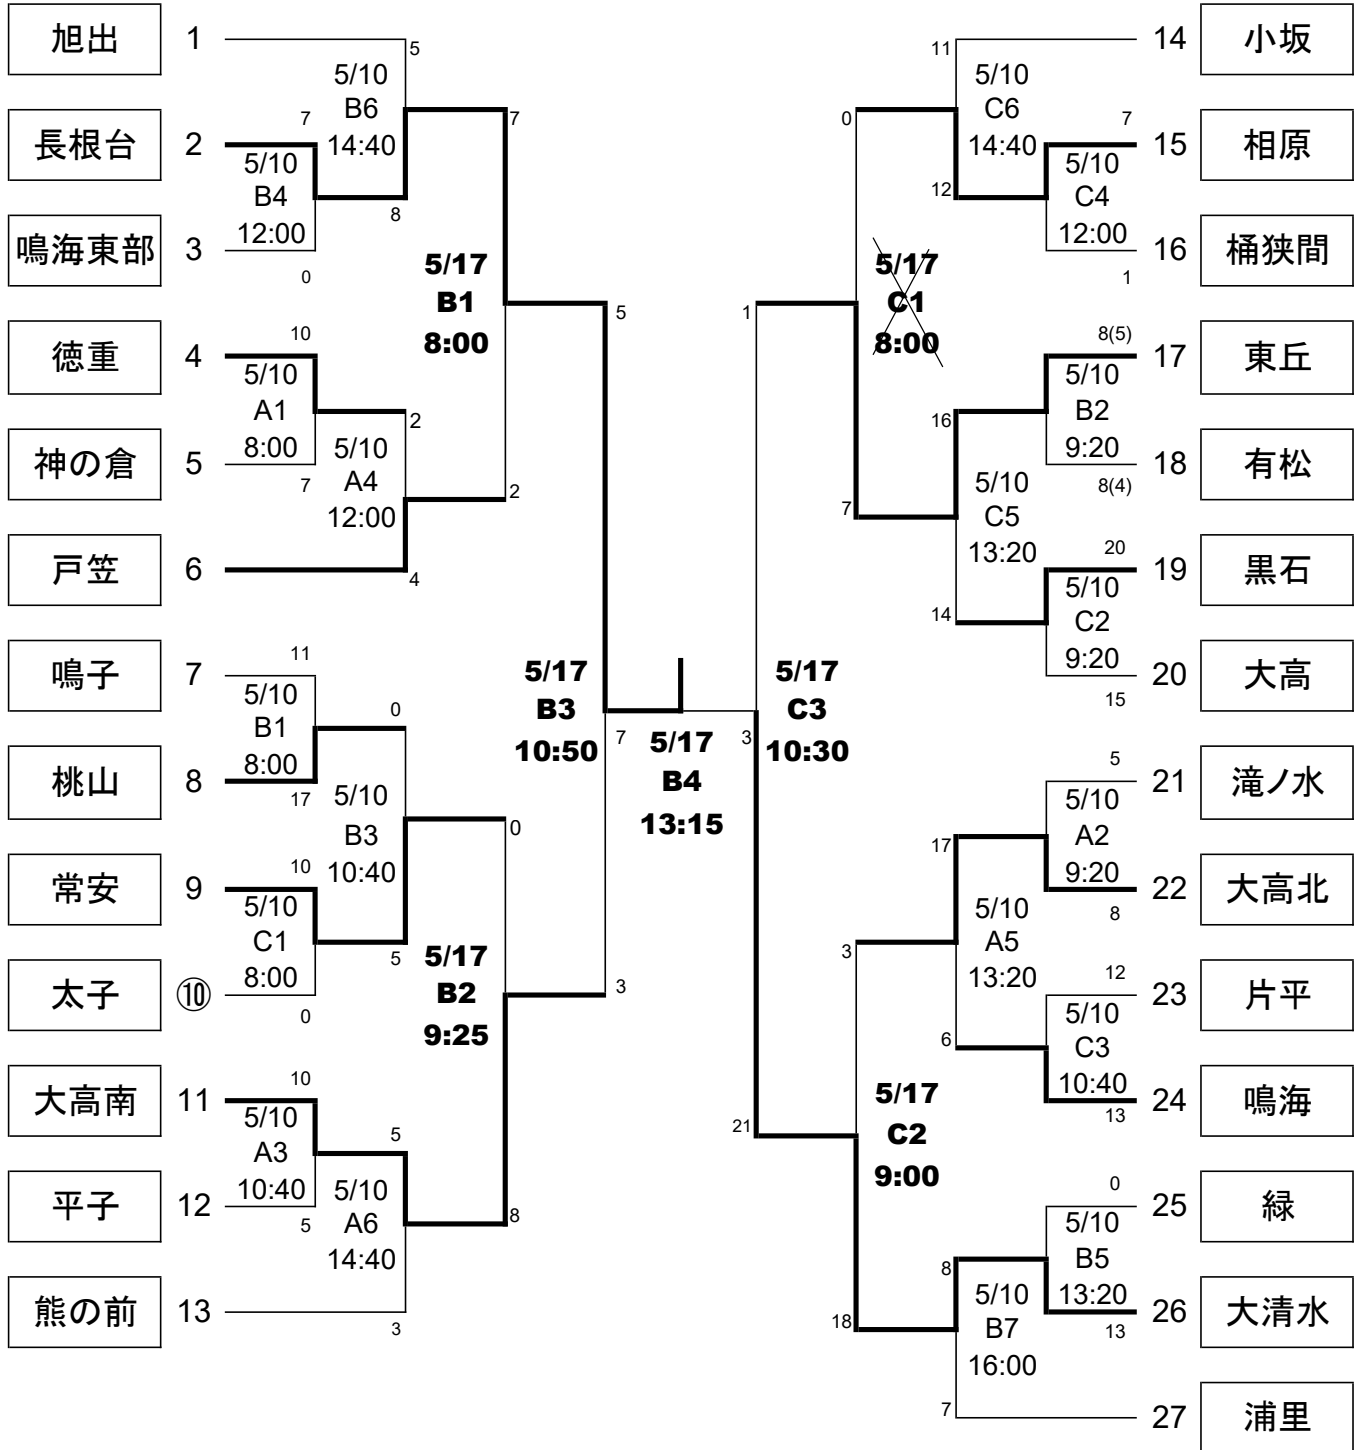 旭出 1
長根台 2
鳴海東部 3
徳重 4
神の倉 5
戸笠 6
鳴子 7
桃山 8
常安 9
太子 ⑩
大高南 11
平子 12
熊の前 13
5
5/10
B6
14:40
7
5/10
B4
12:00
0
8
7
10
5/10
A1
8:00
7
2
5/10
A4
12:00
4
2
5/17
B1
8:00
5
11
5/10
B1
8:00
17
0
5/10
B3
10:40
5
10
5/10
C1
8:00
0
0
5/17
B2
9:25
8
3
10
5/10
A3
10:40
5
5
5/10
A6
14:40
3
5/17
B3
10:50
7
5/17
B4
13:15
3
5/17
C3
10:30
1
21
0
5/17
C1
8:00
7
11
5/10
C6
14:40
12
7
5/10
C4
12:00
1
8(5)
5/10
B2
9:20
8(4)
16
5/10
C5
13:20
14
20
5/10
C2
9:20
15
5
5/10
A2
9:20
8
17
5/10
A5
13:20
6
12
5/10
C3
10:40
13
3
5/17
C2
9:00
18
0
5/10
B5
13:20
13
8
5/10
B7
16:00
7
14 小坂
15 相原
16 桶狭間
17 東丘
18 有松
19 黒石
20 大高
21 滝ノ水
22 大高北
23 片平
24 鳴海
25 緑
26 大清水
27 浦里